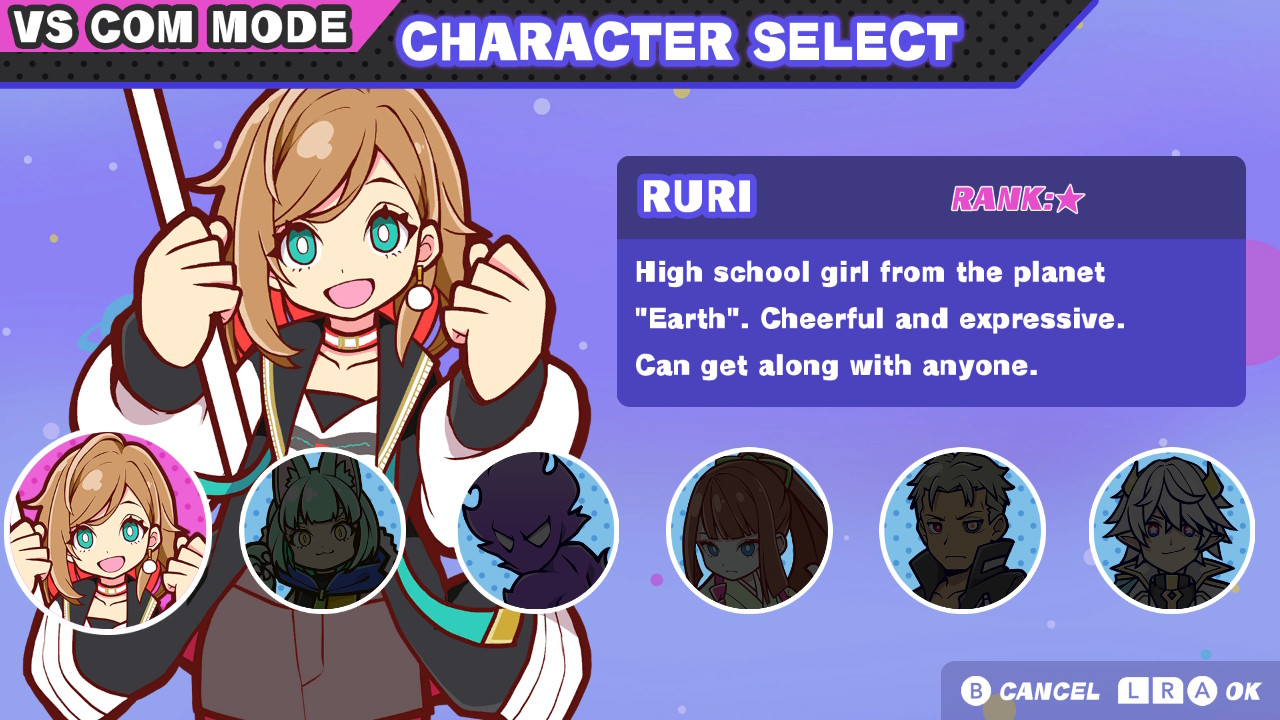 VS COM MODE
CHARACTER SELECT
RURI
RANK:★
High school girl from the planet
"Earth". Cheerful and expressive.
Can get along with anyone.
B CANCEL L R A OK